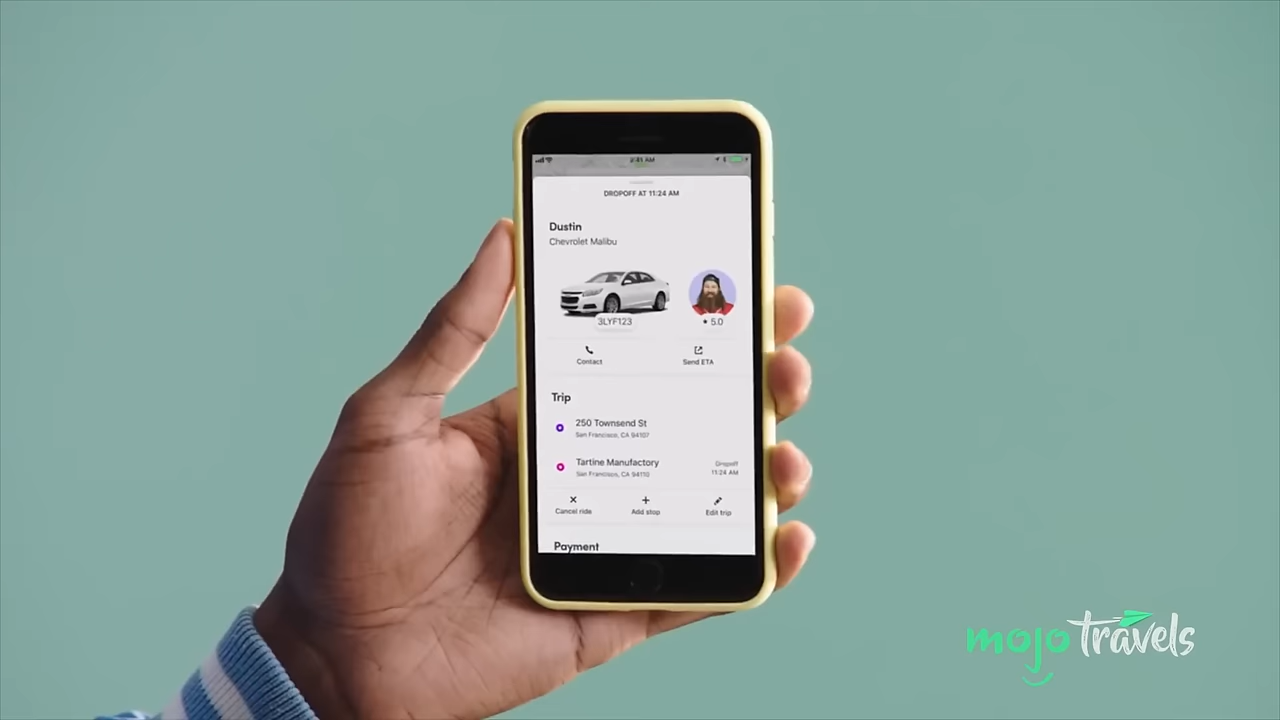 DROPOFF AT 11:24 AM
Dustin
Chevrolet Malibu
3LYF123
★ 5.0
Contact
Send ETA
Trip
250 Townsend St
San Francisco, CA 94107
Tartine Manufactory
Dropoff
San Francisco, CA 94110
11:24 AM
Cancel ride
Add stop
Edit trip
Payment
mojo travels